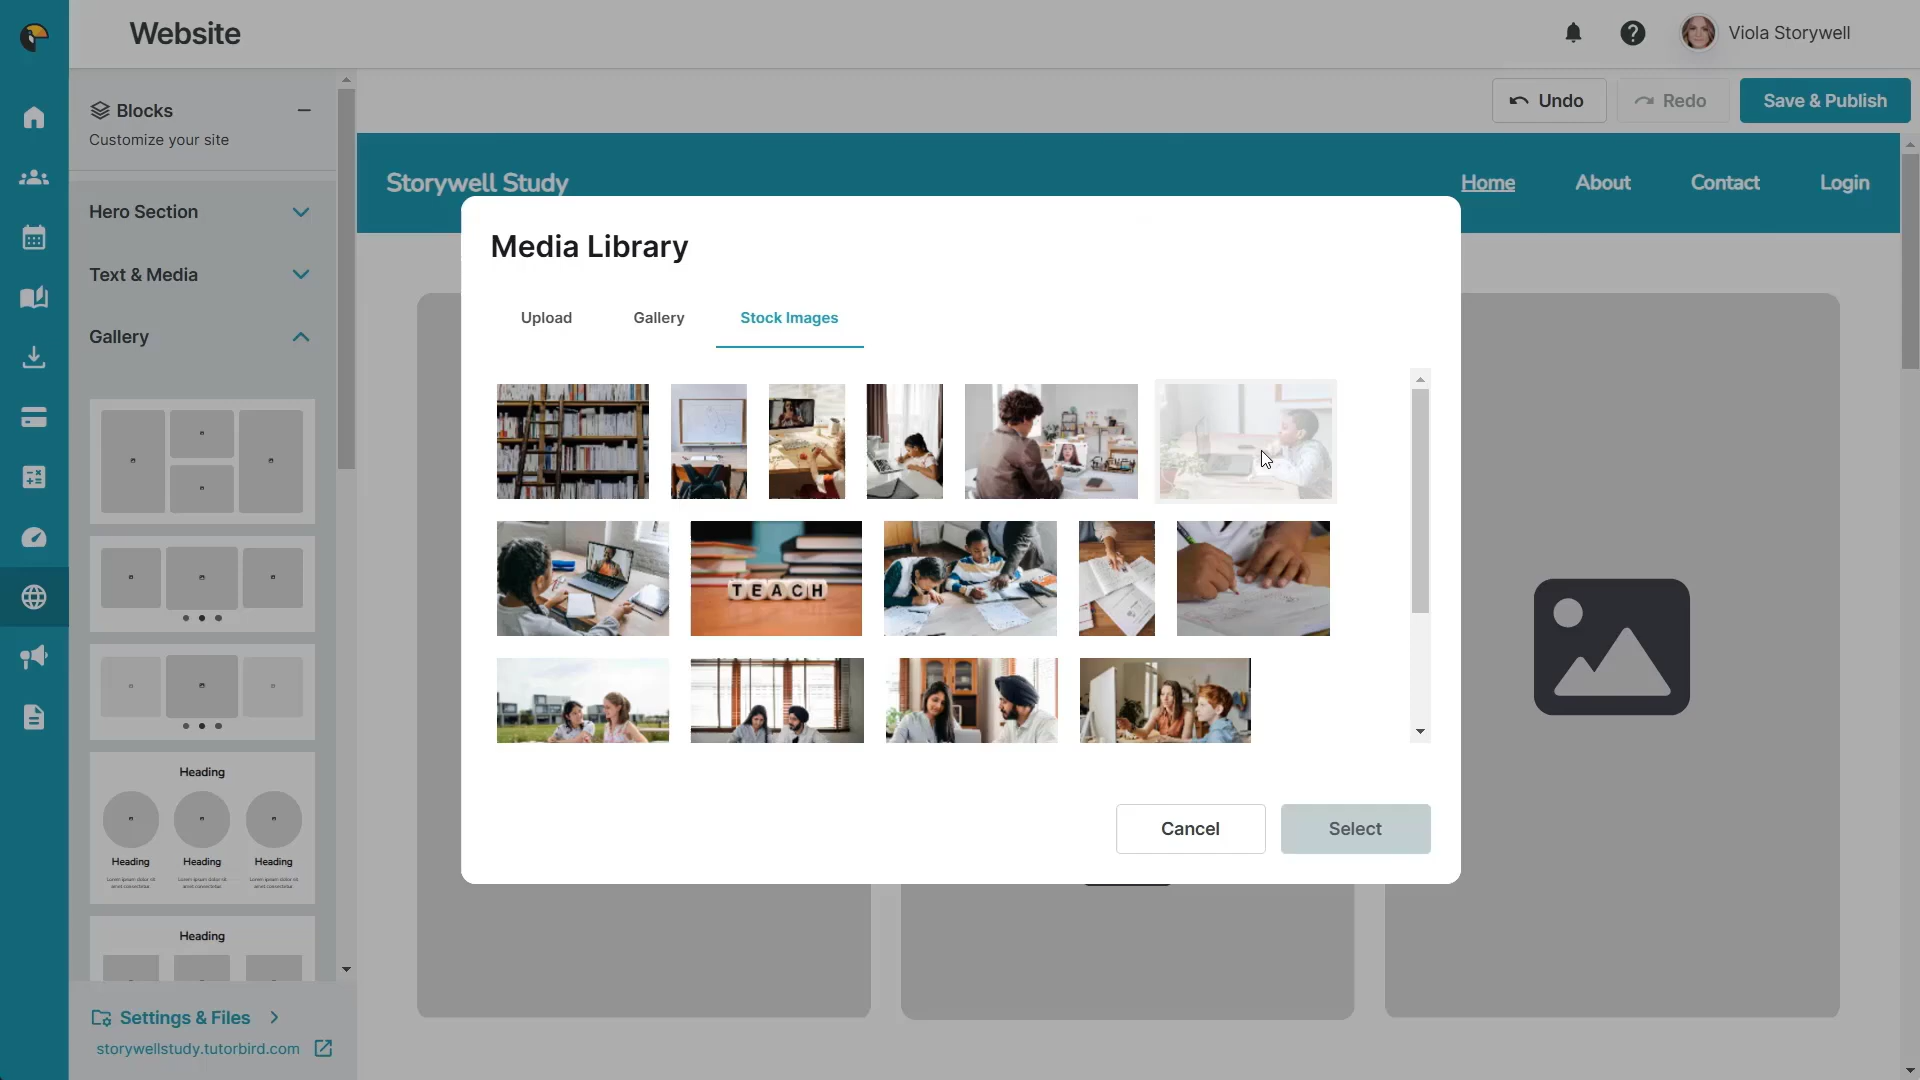 Website
Viola Storywell
Blocks
Customize your site
Undo
Redo
Save & Publish
Storywell Study
Home
About
Contact
Login
Hero Section
Text & Media
Gallery
Heading
Heading
Heading
Heading
Heading
Settings & Files
storywellstudy.tutorbird.com
Media Library
Upload
Gallery
Stock Images
TEACH
Cancel
Select